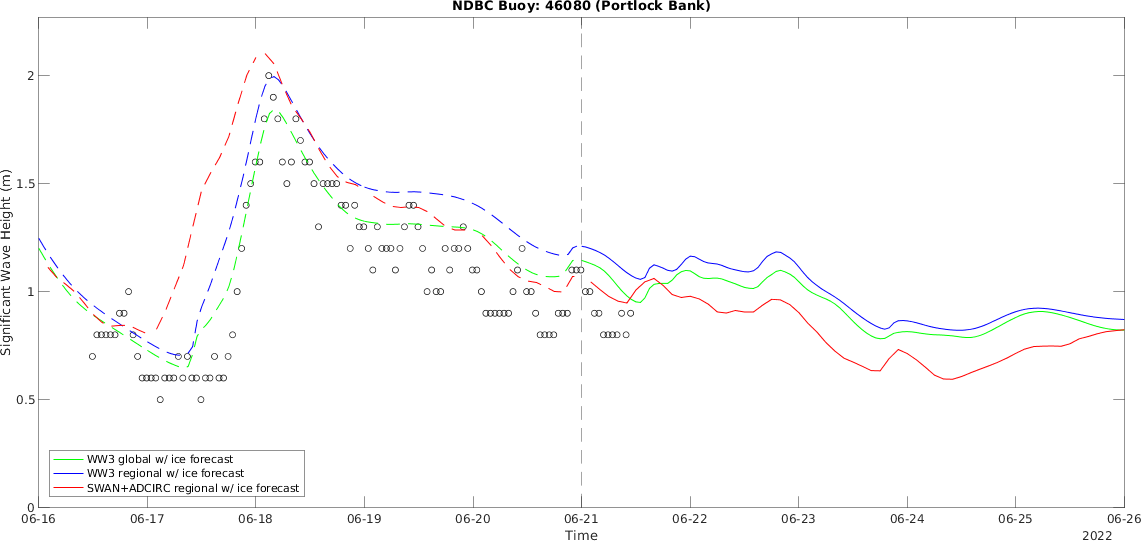 NDBC Buoy: 46080 (Portlock Bank)
Significant Wave Height (m)
2
1.5
1
0.5
0
WW3 global w/ ice forecast
WW3 regional w/ ice forecast
SWAN+ADCIRC regional w/ ice forecast
06-16 06-17 06-18 06-19 06-20 06-21 06-22 06-23 06-24 06-25 06-26
Time
2022